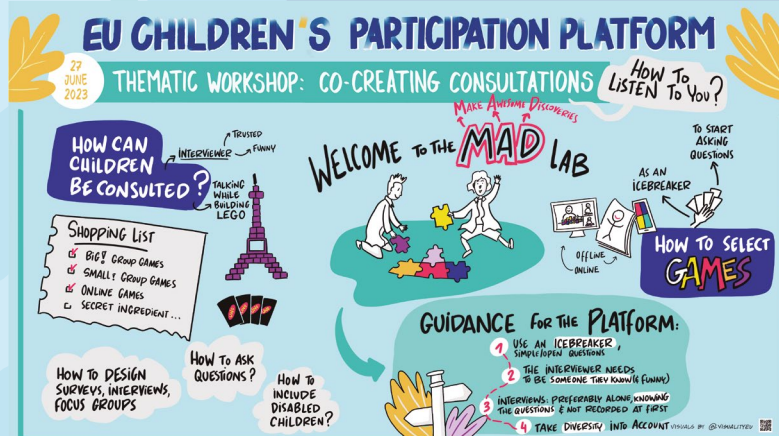 EU CHILDREN'S PARTICIPATION PLATFORM
27
JUNE
2023
THEMATIC WORKSHOP: CO-CREATING CONSULTATIONS
HOW TO
LISTEN TO YOU?
HOW CAN
CHILDREN
BE CONSULTED?
INTERVIEWER
TRUSTED
FUNNY
TALKING
WHILE
BUILDING
LEGO
MAKE AWESOME DISCOVERIES
WELCOME TO THE MAD LAB
TO START
ASKING
QUESTIONS
AS AN
ICEBREAKER
OFFLINE
ONLINE
HOW TO SELECT
GAMES
SHOPPING LIST
BIG! GROUP GAMES
SMALL! GROUP GAMES
ONLINE GAMES
SECRET INGREDIENT...
HOW TO DESIGN
SURVEYS, INTERVIEWS,
FOCUS GROUPS
HOW TO ASK
QUESTIONS?
HOW TO
INCLUDE
DISABLED
CHILDREN?
GUIDANCE FOR THE PLATFORM:
1 USE AN ICEBREAKER,
SIMPLE/OPEN QUESTIONS
2 THE INTERVIEWER NEEDS
TO BE SOMEONE THEY KNOW (& FUNNY)
3 INTERVIEWS: PREFERABLY ALONE, KNOWING
THE QUESTIONS & NOT RECORDED AT FIRST
4 TAKE DIVERSITY INTO ACCOUNT
VISUALS BY @VISUALITYEU